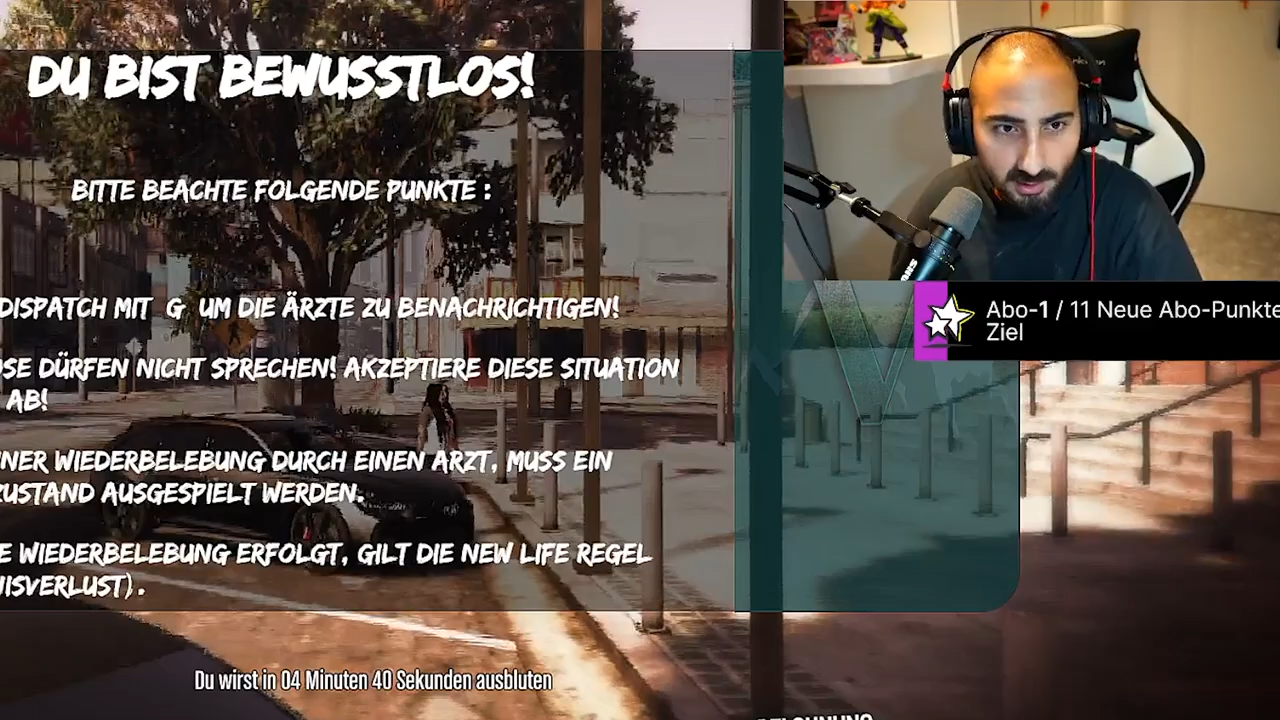 DU BIST BEWUSSTLOS!
BITTE BEACHTE FOLGENDE PUNKTE :
DISPATCH MIT G UM DIE ÄRZTE ZU BENACHRICHTIGEN!
DÜRFEN NICHT SPRECHEN! AKZEPTIERE DIESE SITUATION
AB!
WIEDERBELEBUNG DURCH EINEN ARZT, MUSS EIN
ZUSTAND AUSGESPIELT WERDEN.
WIEDERBELEBUNG ERFOLGT, GILT DIE NEW LIFE REGEL
Du wirst in 04 Minuten 40 Sekunden ausbluten
Abo-1 / 11 Neue Abo-Punkte
Ziel